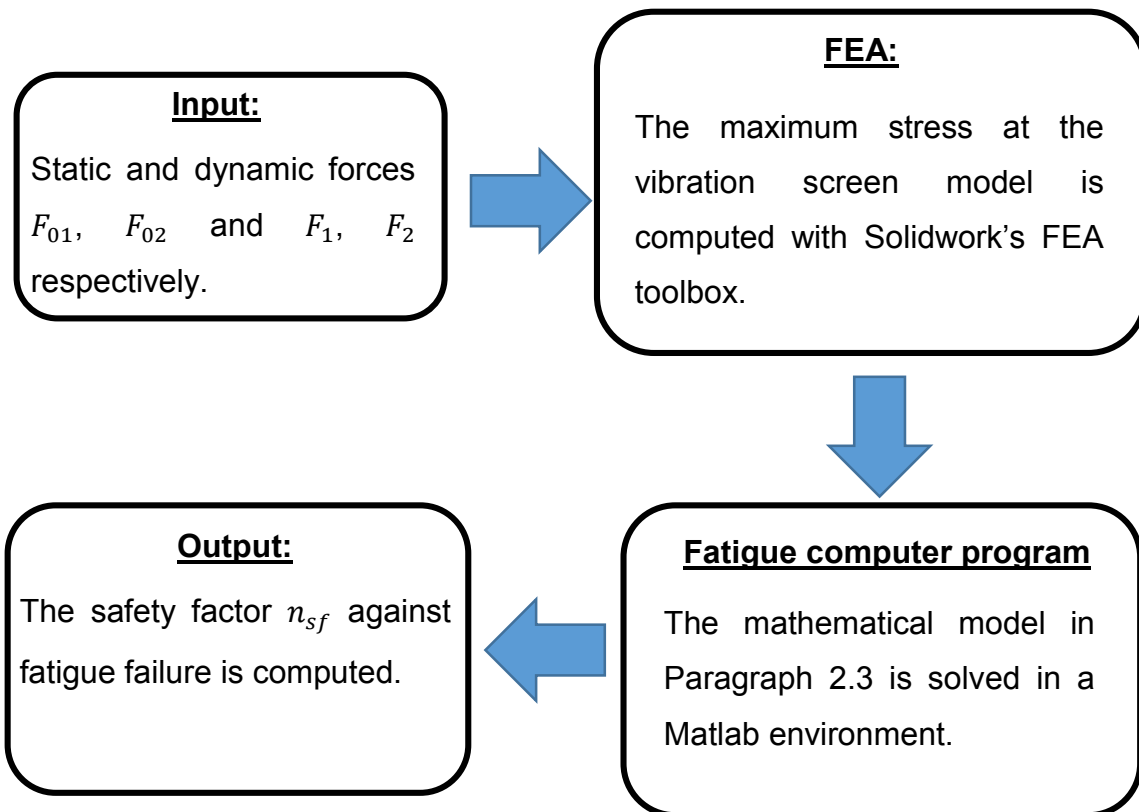 Input:
Static and dynamic forces
F₀₁, F₀₂ and F₁, F₂
respectively.
FEA:
The maximum stress at the
vibration screen model is
computed with Solidwork’s FEA
toolbox.
Fatigue computer program
The mathematical model in
Paragraph 2.3 is solved in a
Matlab environment.
Output:
The safety factor nₛf against
fatigue failure is computed.